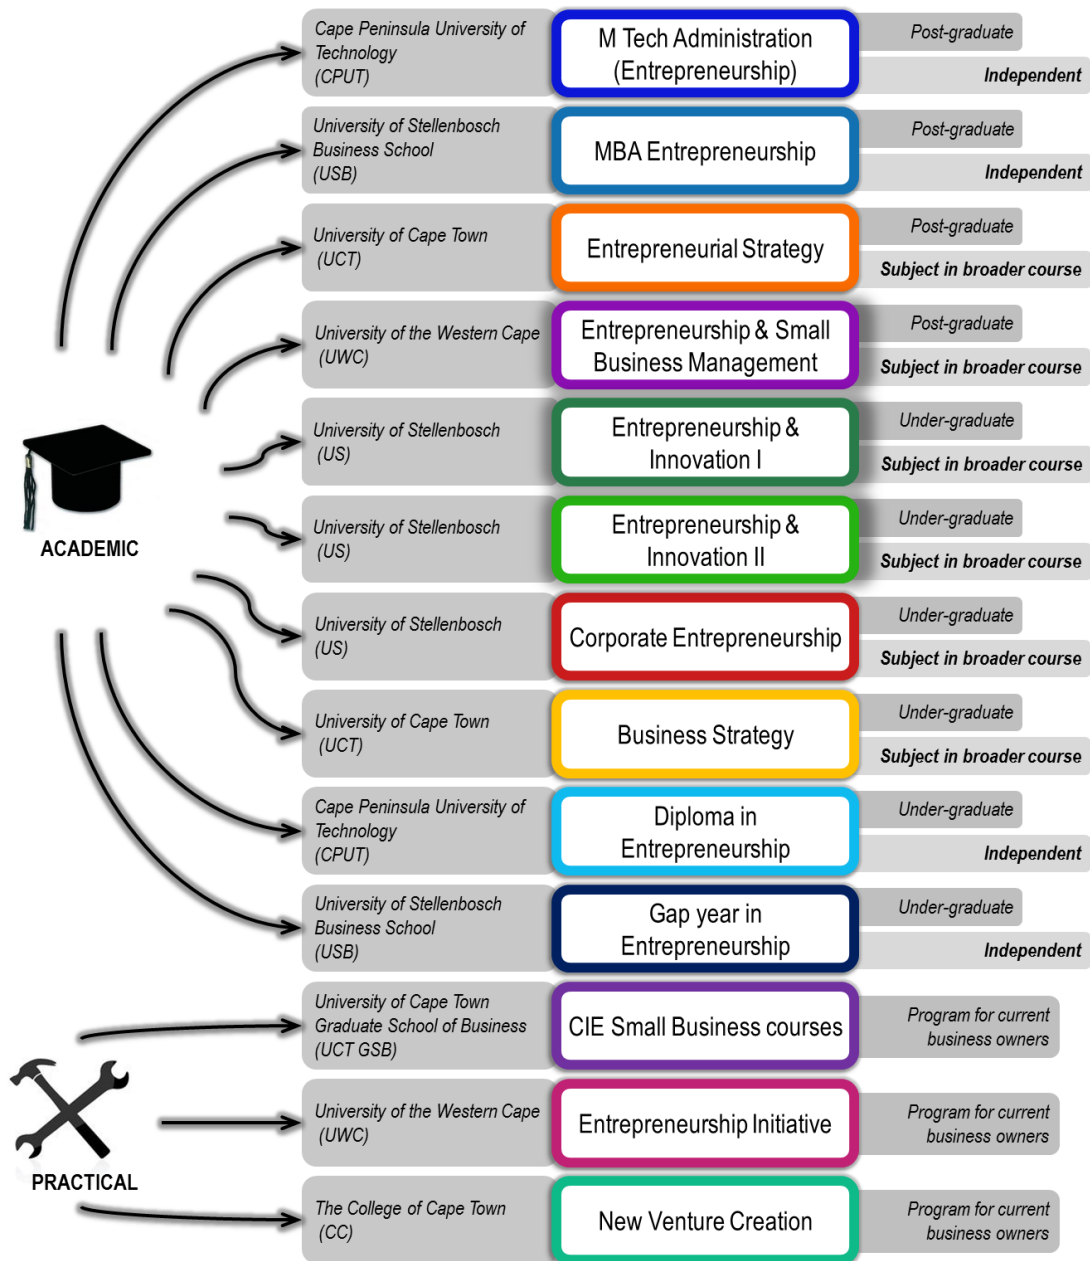 Cape Peninsula University of
Technology
(CPUT)
M Tech Administration
(Entrepreneurship)
Post-graduate
Independent
University of Stellenbosch
Business School
(USB)
MBA Entrepreneurship
Post-graduate
Independent
University of Cape Town
(UCT)
Entrepreneurial Strategy
Post-graduate
Subject in broader course
University of the Western Cape
(UWC)
Entrepreneurship & Small
Business Management
Post-graduate
Subject in broader course
University of Stellenbosch
(US)
Entrepreneurship &
Innovation I
Under-graduate
Subject in broader course
ACADEMIC
University of Stellenbosch
(US)
Entrepreneurship &
Innovation II
Under-graduate
Subject in broader course
University of Stellenbosch
(US)
Corporate Entrepreneurship
Under-graduate
Subject in broader course
University of Cape Town
(UCT)
Business Strategy
Under-graduate
Subject in broader course
Cape Peninsula University of
Technology
(CPUT)
Diploma in
Entrepreneurship
Under-graduate
Independent
University of Stellenbosch
Business School
(USB)
Gap year in
Entrepreneurship
Under-graduate
Independent
University of Cape Town
Graduate School of Business
(UCT GSB)
CIE Small Business courses
Program for current
business owners
PRACTICAL
University of the Western Cape
(UWC)
Entrepreneurship Initiative
Program for current
business owners
The College of Cape Town
(CC)
New Venture Creation
Program for current
business owners